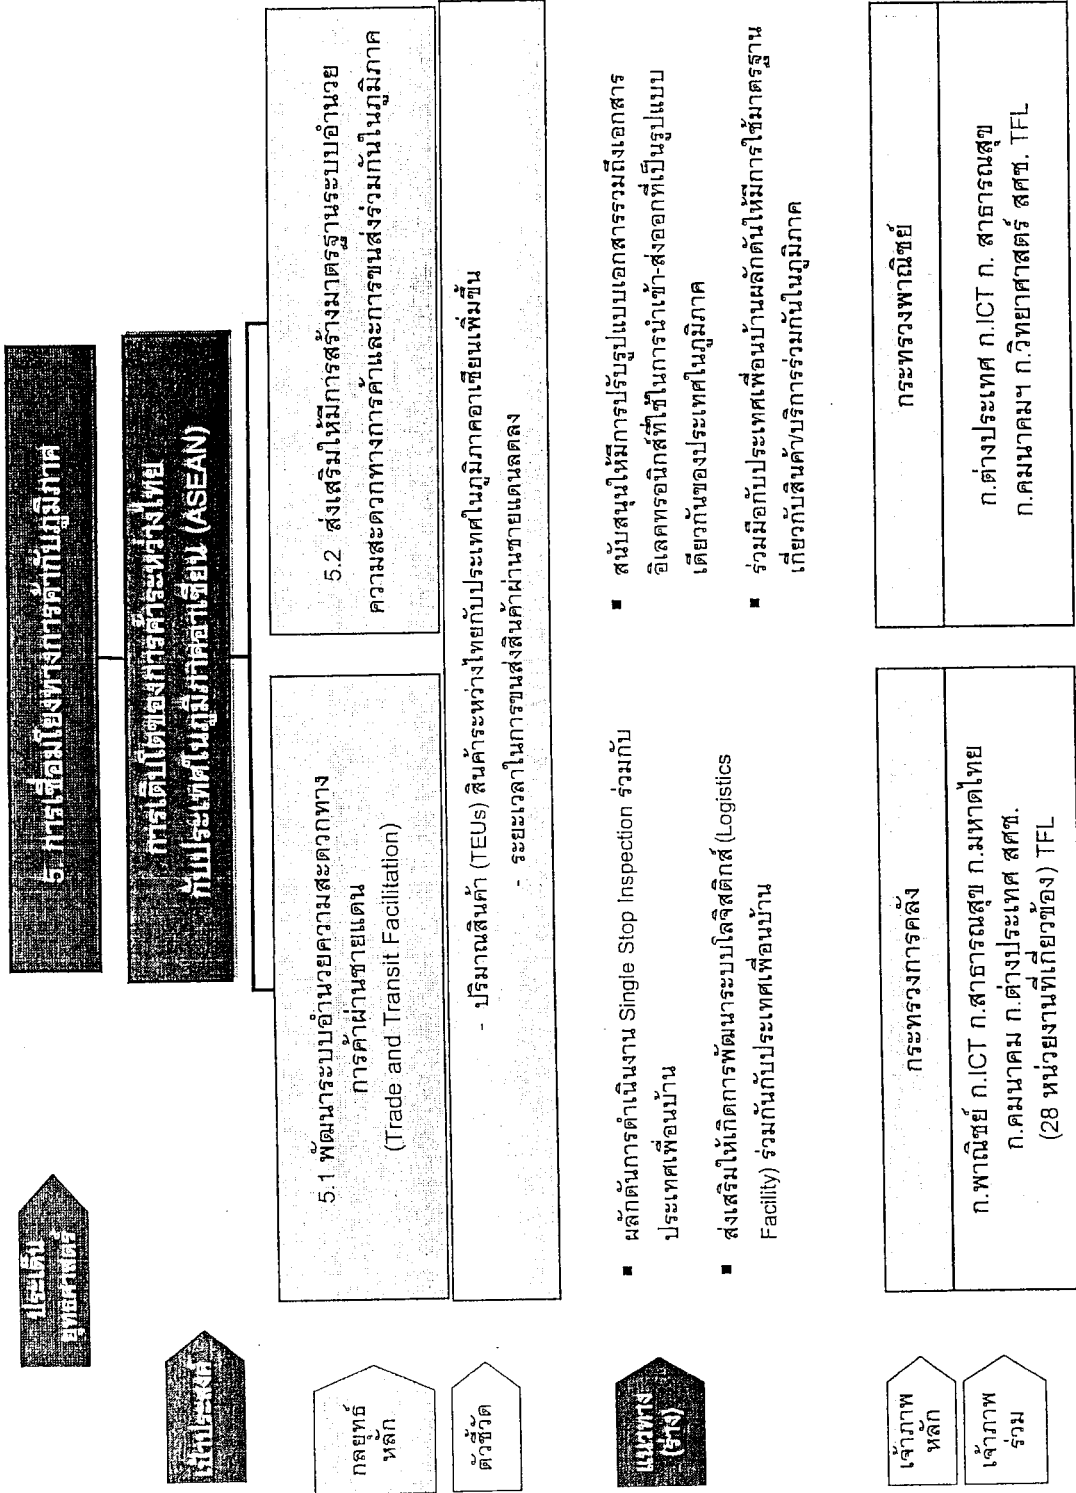 ประเด็น
ยุทธศาสตร์
5. การเชื่อมโยงทางการค้ากับภูมิภาค
เป้าประสงค์
การเติบโตของการค้าระหว่างไทย
กับประเทศในภูมิภาคอาเซียน (ASEAN)
กลยุทธ์
หลัก
5.1 พัฒนาระบบอำนวยความสะดวกทาง
การค้าผ่านชายแดน
(Trade and Transit Facilitation)
5.2 ส่งเสริมให้มีการสร้างมาตรฐานระบบอำนวย
ความสะดวกทางการค้าและการขนส่งร่วมกันในภูมิภาค
ตัวชี้วัด
- ปริมาณสินค้า (TEUs) สินค้าระหว่างไทยกับประเทศในภูมิภาคอาเซียนเพิ่มขึ้น
- ระยะเวลาในการขนส่งสินค้าผ่านชายแดนลดลง
แนวทาง
(ร่าง)
■ ผลักดันการดำเนินงาน Single Stop Inspection ร่วมกับ
ประเทศเพื่อนบ้าน
■ ส่งเสริมให้เกิดการพัฒนาระบบโลจิสติกส์ (Logistics
Facility) ร่วมกันกับประเทศเพื่อนบ้าน
■ สนับสนุนให้มีการปรับรูปแบบเอกสารรวมถึงเอกสาร
อิเลคทรอนิกส์ที่ใช้ในการนำเข้า-ส่งออกที่เป็นรูปแบบ
เดียวกันของประเทศในภูมิภาค
■ ร่วมมือกับประเทศเพื่อนบ้านผลักดันให้มีการใช้มาตรฐาน
เกี่ยวกับสินค้า/บริการร่วมกันในภูมิภาค
เจ้าภาพ
หลัก
กระทรวงการคลัง
กระทรวงพาณิชย์
เจ้าภาพ
ร่วม
ก.พาณิชย์ ก.ICT ก.สาธารณสุข ก.มหาดไทย
ก.คมนาคม ก.ต่างประเทศ สศช.
(28 หน่วยงานที่เกี่ยวข้อง) TFL
ก.ต่างประเทศ ก.ICT ก. สาธารณสุข
ก.คมนาคมฯ ก.วิทยาศาสตร์ สศช. TFL